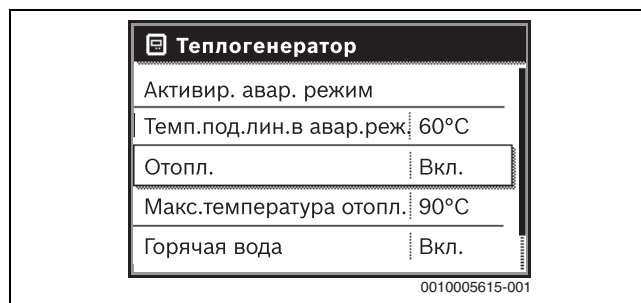 Теплогенератор
Активир. авар. режим
Темп.под.лин.в авар.реж. 60°C
Отопл. Вкл.
Макс.температура отопл. 90°C
Горячая вода Вкл.
0010005615-001